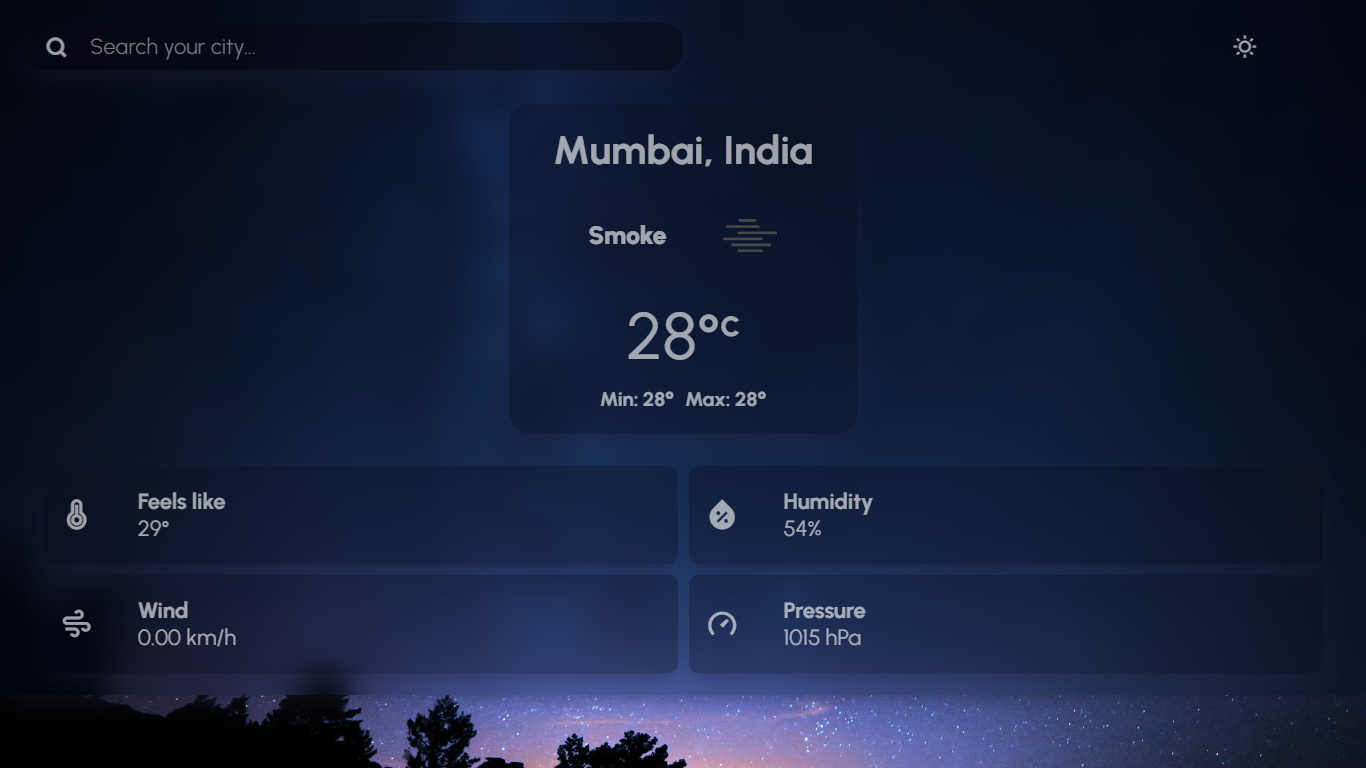 Search your city...
Mumbai, India
Smoke
28°C
Min: 28° Max: 28°
Feels like
29°
Humidity
54%
Wind
0.00 km/h
Pressure
1015 hPa